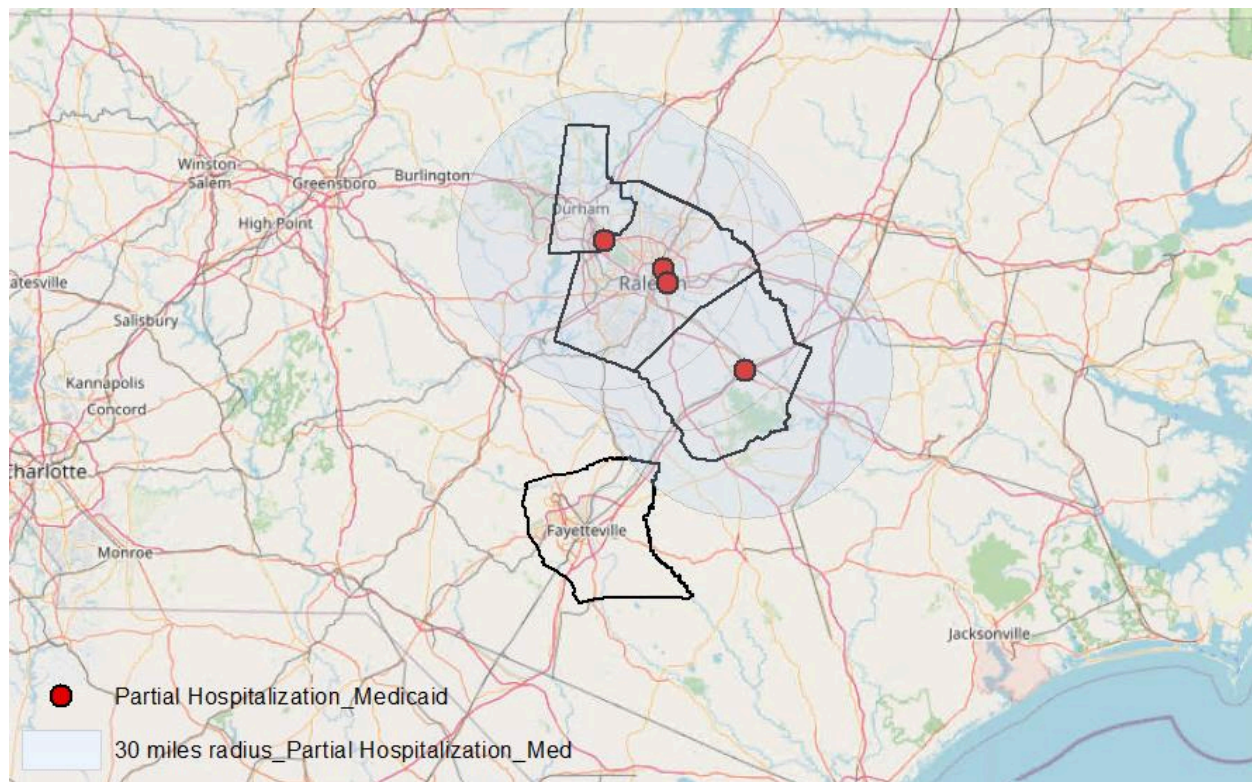 Winston-
Salem
Greensboro
Burlington
High Point
Durham
atesville
Raleigh
Salisbury
Kannapolis
Concord
charlotte
Fayetteville
Monroe
Jacksonville
Partial Hospitalization_Medicaid
30 miles radius_Partial Hospitalization_Med